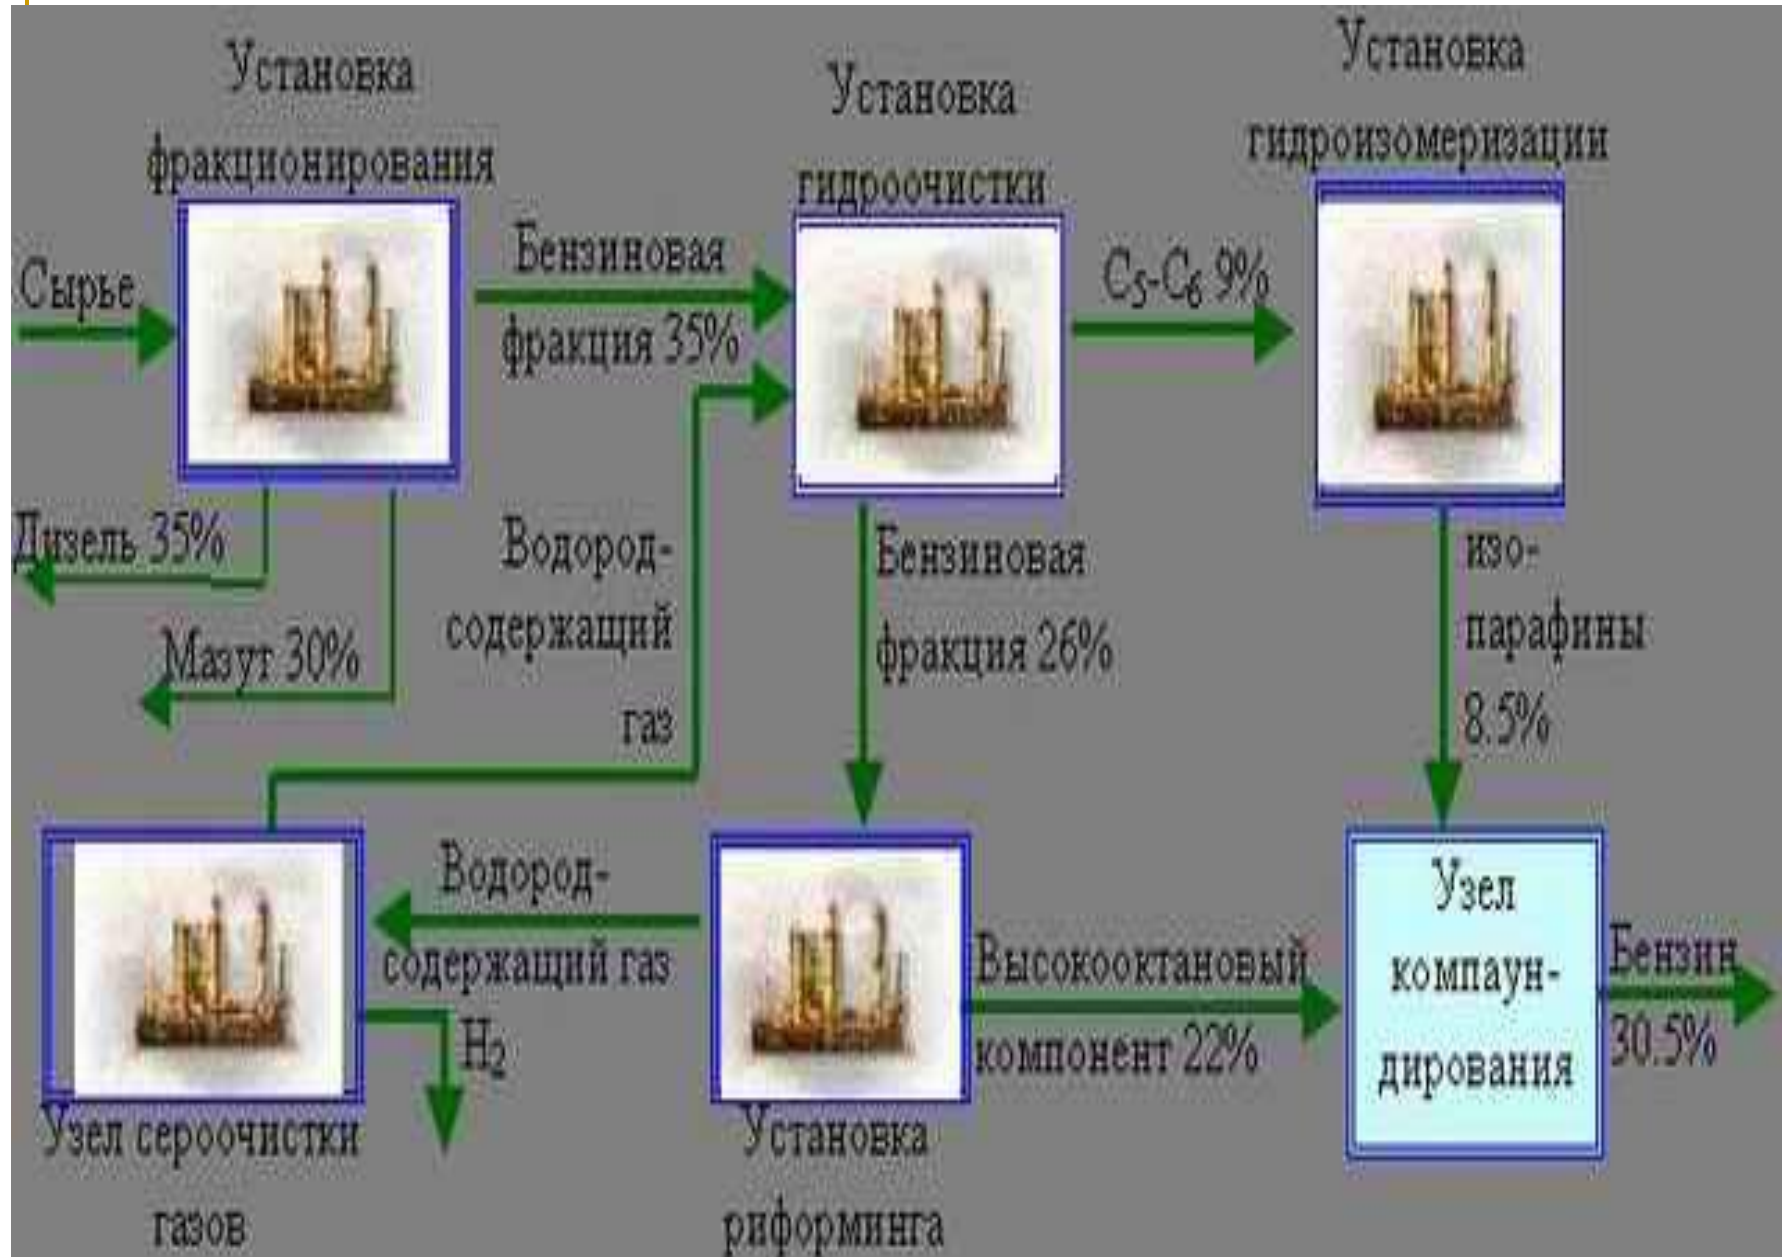 Установка
фракционирования
Установка
гидроочистки
Установка
гидроизомеризации
Сырье
Бензиновая
фракция 35%
C5-C6 9%
Дизель 35%
Мазут 30%
Водород-
содержащий
газ
Бензиновая
фракция 26%
изо-
парафины
8.5%
Водород-
содержащий газ
H2
Высокооктановый
компонент 22%
Узел
компаун-
дирования
Бензин
30.5%
Узел сероочистки
газов
Установка
риформинга